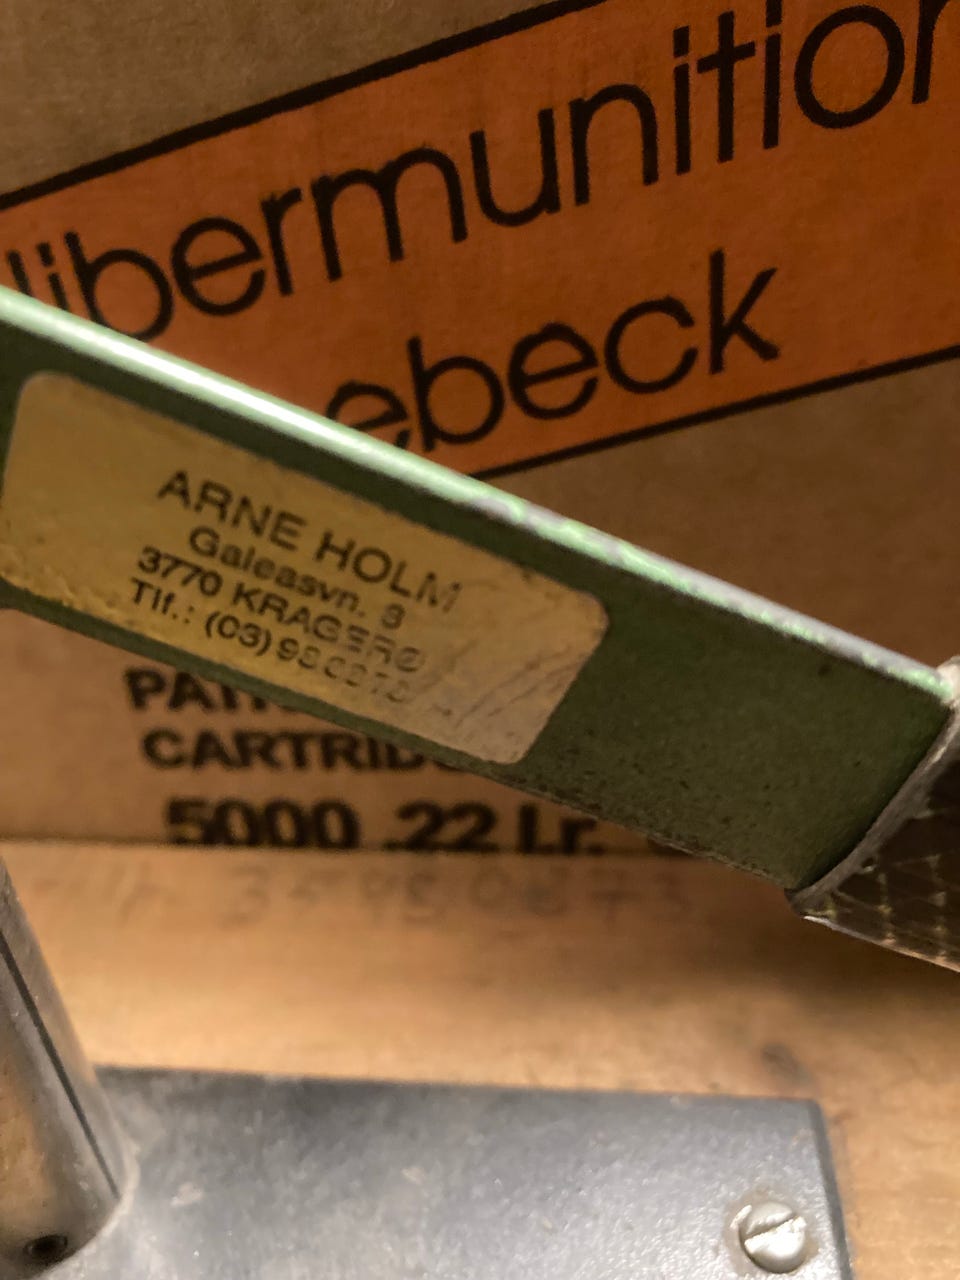 libermunition
ebeck
ARNE HOLM
Galeasvn. 8
3770 KRAGERØ
Tlf.: (03)
CARTRID
5000 .22 l.r.